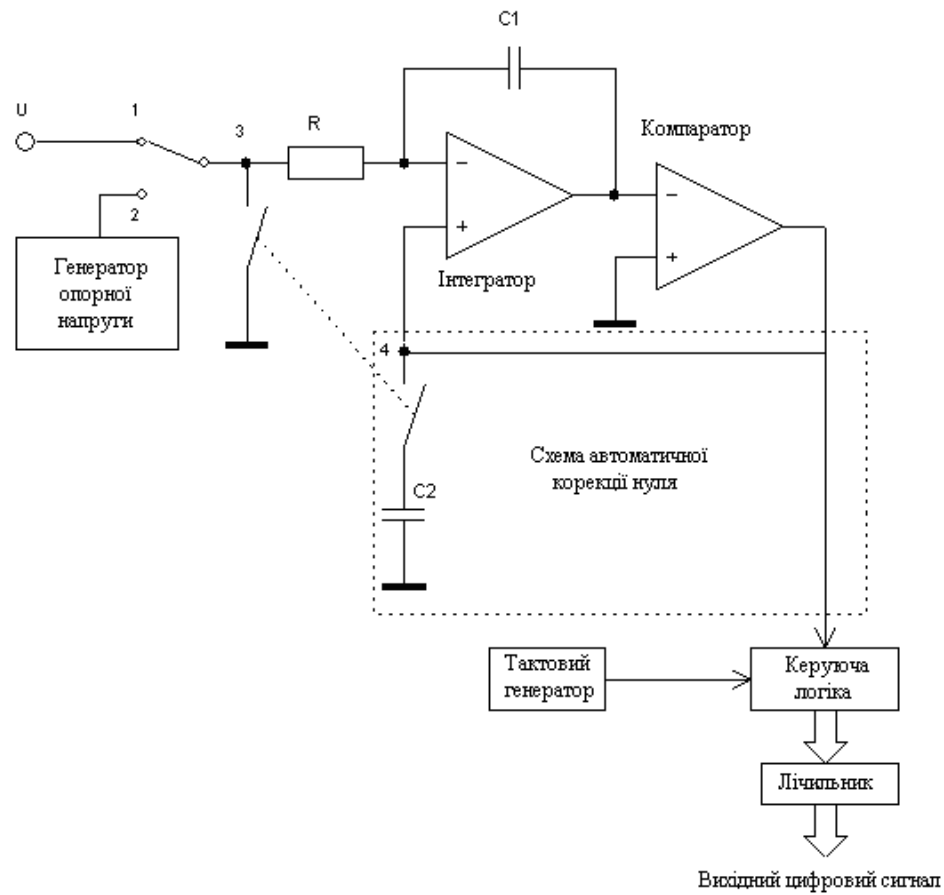 C1
U
1
3
R
Компаратор
2
Генератор
опорної
напруги
Інтегратор
4
Схема автоматичної
корекції нуля
C2
Тактовий
генератор
Керуюча
логіка
Лічильник
Вихідний цифровий сигнал